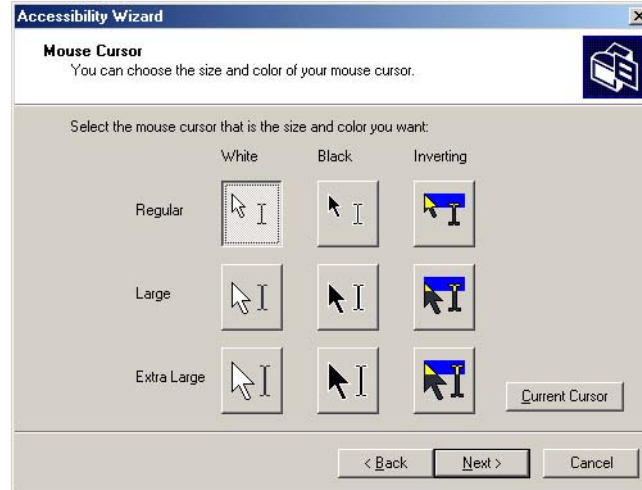 Accessibility Wizard
Mouse Cursor
You can choose the size and color of your mouse cursor.
Select the mouse cursor that is the size and color you want:
White Black Inverting
Regular
Large
Extra Large
Current Cursor
< Back Next > Cancel